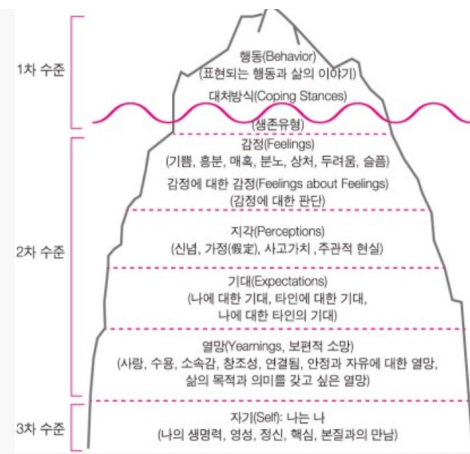 1차 수준
행동(Behavior)
(표현되는 행동과 삶의 이야기)
대처방식(Coping Stances)
(생존유형)
2차 수준
감정(Feelings)
(기쁨, 흥분, 매혹, 분노, 상처, 두려움, 슬픔)
감정에 대한 감정(Feelings about Feelings)
(감정에 대한 판단)
지각(Perceptions)
(신념, 가정(假定), 사고가치 ,주관적 현실)
기대(Expectations)
(나에 대한 기대, 타인에 대한 기대,
나에 대한 타인의 기대)
열망(Yearnings, 보편적 소망)
(사랑, 수용, 소속감, 창조성, 연결됨, 안정과 자유에 대한 열망,
삶의 목적과 의미를 갖고 싶은 열망)
3차 수준
자기(Self): 나는 나
(나의 생명력, 영성, 정신, 핵심, 본질과의 만남)